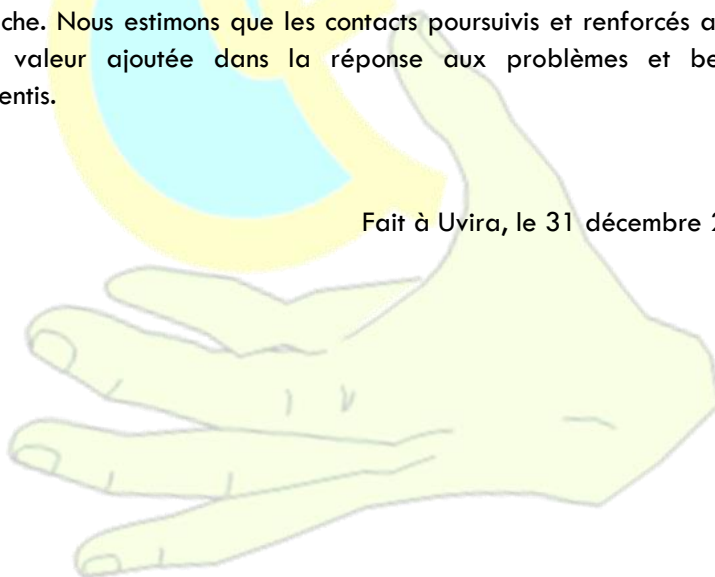 che. Nous estimons que les contacts poursuivis et renforcés a
valeur ajoutée dans la réponse aux problèmes et be
entis.
Fait à Uvira, le 31 décembre 2